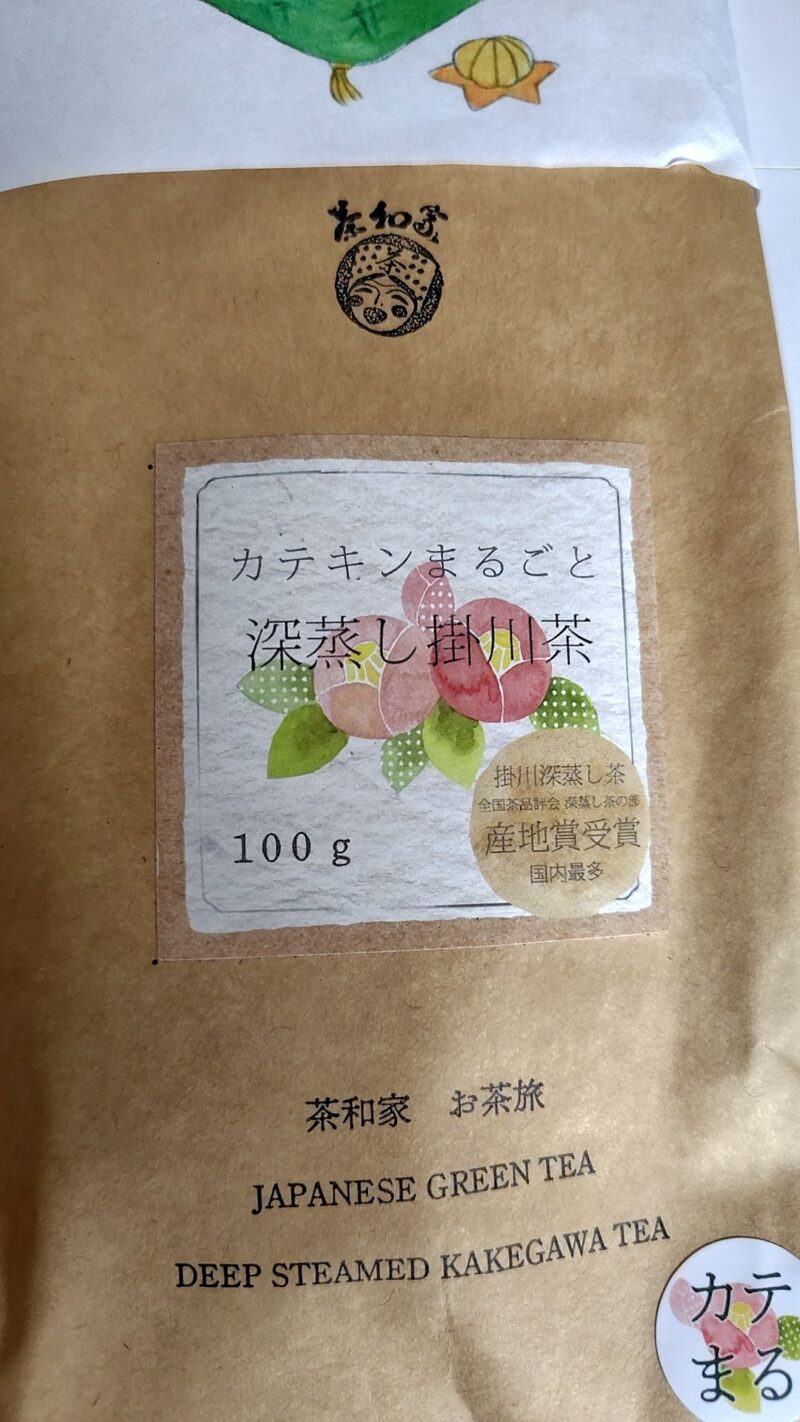 茶和家
茶
カテキンまるごと
深蒸し掛川茶
100g
掛川深蒸し茶
全国茶品評会 深蒸し茶の部
産地賞受賞
国内最多
茶和家 お茶旅
JAPANESE GREEN TEA
DEEP STEAMED KAKEGAWA TEA
カテ
まる